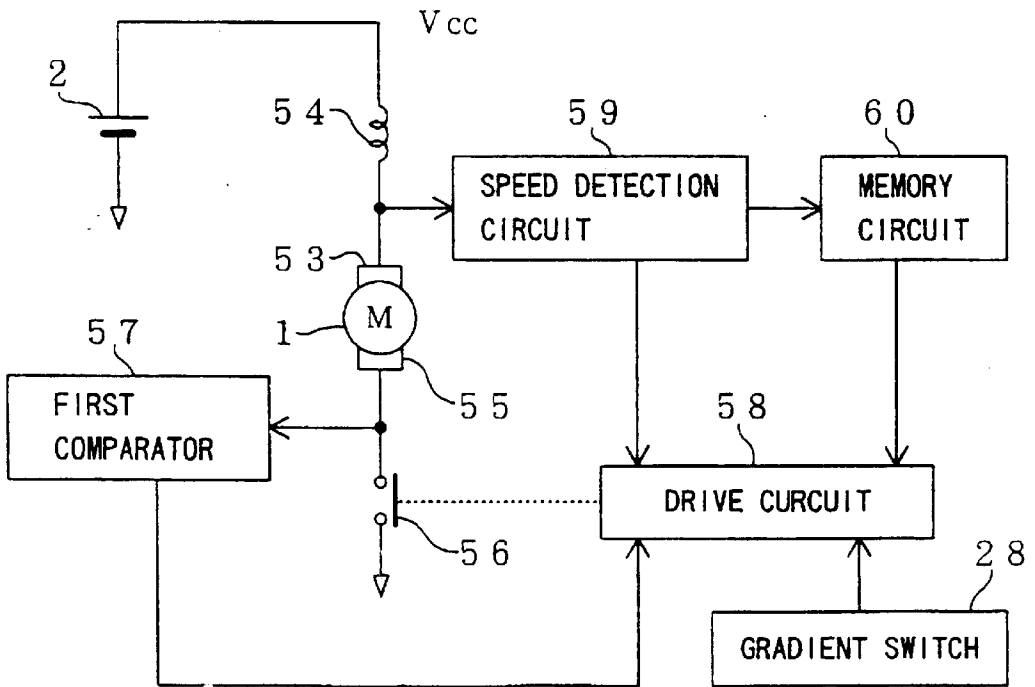 Vcc
2
54
59
60
SPEED DETECTION
CIRCUIT
MEMORY
CIRCUIT
53
M
1
57
55
58
FIRST
COMPARATOR
DRIVE CURCUIT
56
28
GRADIENT SWITCH